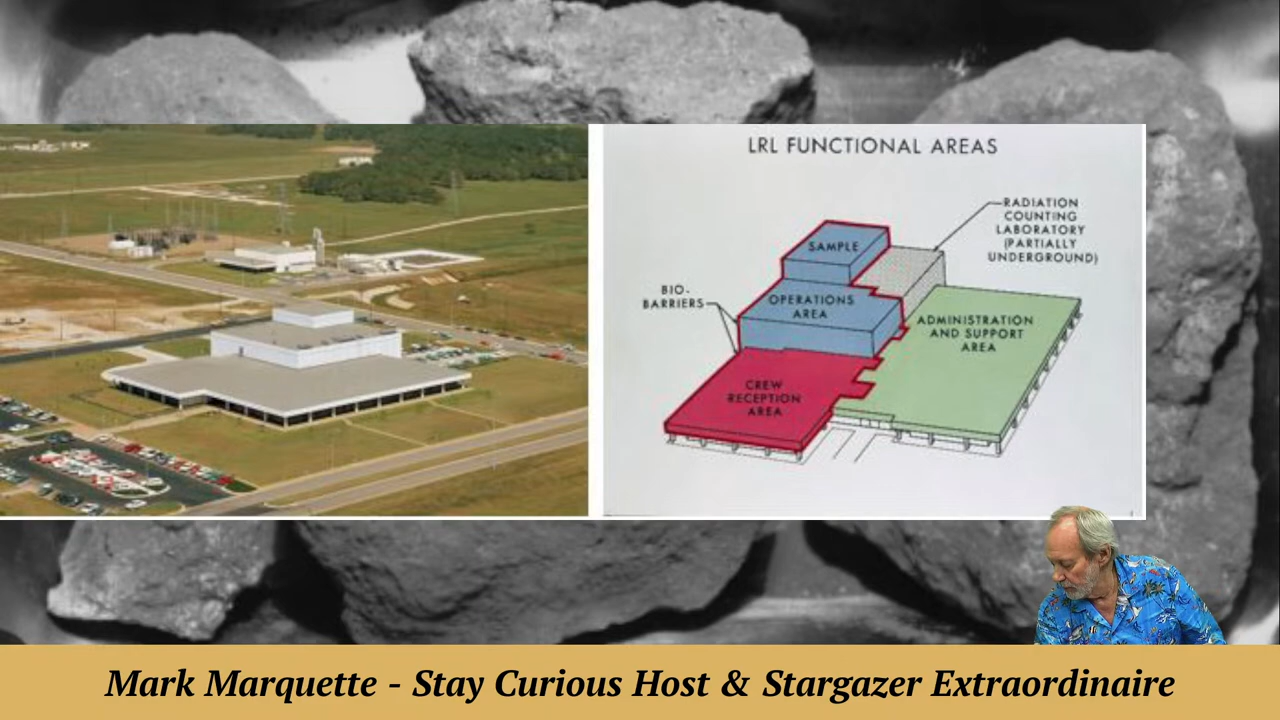 LRL FUNCTIONAL AREAS
RADIATION
COUNTING
LABORATORY
(PARTIALLY
UNDERGROUND)
SAMPLE
BIO-
BARRIERS
OPERATIONS
AREA
ADMINISTRATION
AND SUPPORT
AREA
CREW
RECEPTION
AREA
Mark Marquette - Stay Curious Host & Stargazer Extraordinaire